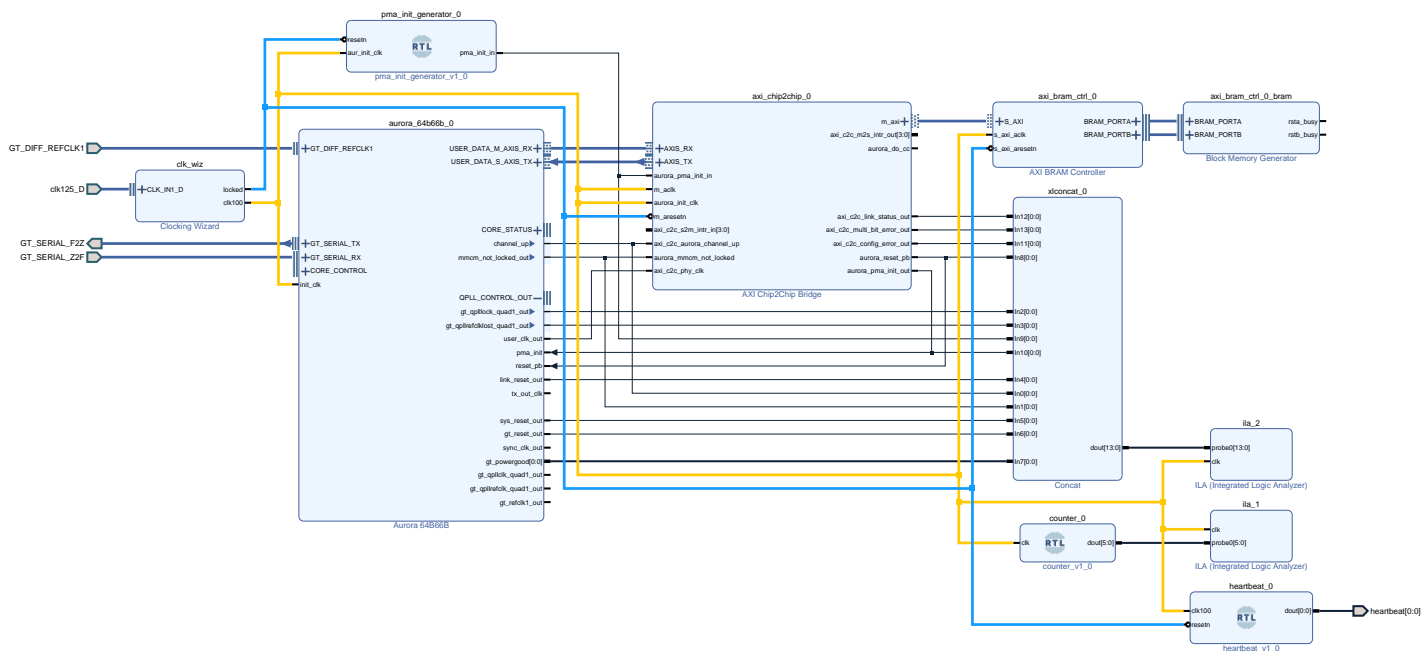 pma_init_generator_0
resetn
aur_init_clk
RTL
pma_init_in
pma_init_generator_v1_0
GT_DIFF_REFCLK1
clk125_D
GT_SERIAL_F2Z
GT_SERIAL_Z2F
clk_wiz
CLK_IN1_D
locked
clk100
Clocking Wizard
aurora_64b66b_0
GT_DIFF_REFCLK1
USER_DATA_M_AXIS_RX
USER_DATA_S_AXIS_TX
CORE_STATUS
GT_SERIAL_TX
channel_up
GT_SERIAL_RX
mmcm_not_locked_out
CORE_CONTROL
init_clk
QPLL_CONTROL_OUT
gt_qplllock_quad1_out
gt_qpllrefclklost_quad1_out
user_clk_out
pma_init
reset_pb
link_reset_out
tx_out_clk
sys_reset_out
gt_reset_out
sync_clk_out
gt_powergood[0:0]
gt_qpllclk_quad1_out
gt_qpllrefclk_quad1_out
gt_refclk1_out
Aurora 64B66B
axi_chip2chip_0
m_axi
axi_c2c_m2s_intr_out[3:0]
AXIS_RX
aurora_do_cc
AXIS_TX
aurora_pma_init_in
m_aclk
aurora_init_clk
m_aresetn
axi_c2c_link_status_out
axi_c2c_s2m_intr_in[3:0]
axi_c2c_multi_bit_error_out
axi_c2c_aurora_channel_up
axi_c2c_config_error_out
aurora_mmcm_not_locked
aurora_reset_pb
axi_c2c_phy_clk
aurora_pma_init_out
AXI Chip2Chip Bridge
axi_bram_ctrl_0
S_AXI
BRAM_PORTA
s_axi_aclk
BRAM_PORTB
s_axi_aresetn
AXI BRAM Controller
axi_bram_ctrl_0_bram
BRAM_PORTA
rsta_busy
BRAM_PORTB
rstb_busy
Block Memory Generator
xlconcat_0
In12[0:0]
In13[0:0]
In11[0:0]
In8[0:0]
In2[0:0]
In3[0:0]
In9[0:0]
In10[0:0]
In4[0:0]
In0[0:0]
In1[0:0]
In5[0:0]
In6[0:0]
dout[13:0]
In7[0:0]
Concat
ila_2
probe0[13:0]
clk
ILA (Integrated Logic Analyzer)
ila_1
clk
probe0[5:0]
ILA (Integrated Logic Analyzer)
counter_0
clk
RTL
dout[5:0]
counter_v1_0
heartbeat_0
clk100
RTL
dout[0:0]
resetn
heartbeat_v1_0
heartbeat[0:0]